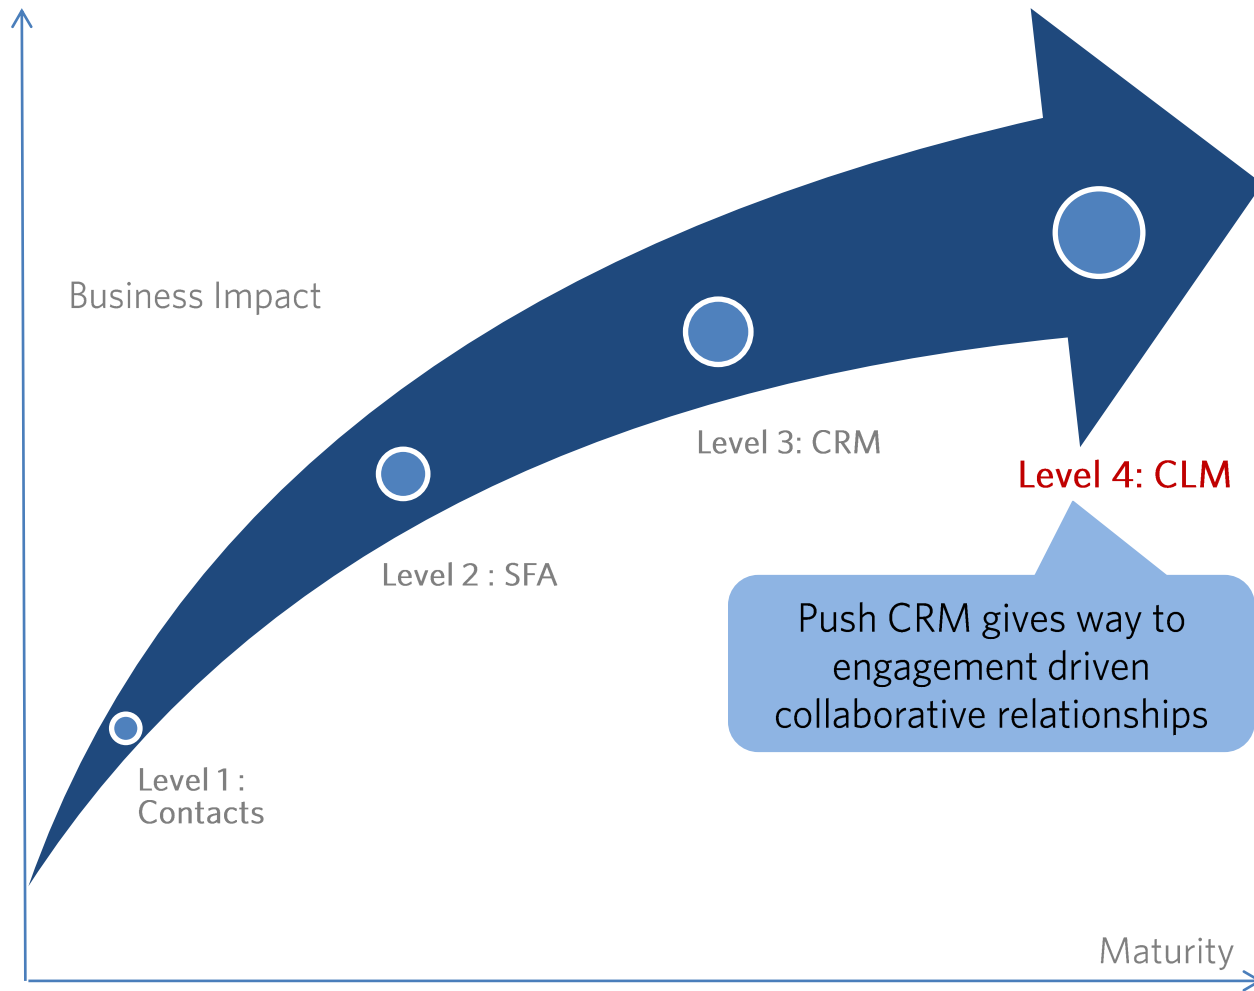 Business Impact
Level 3: CRM
Level 4: CLM
Level 2 : SFA
Push CRM gives way to
engagement driven
collaborative relationships
Level 1 :
Contacts
Maturity